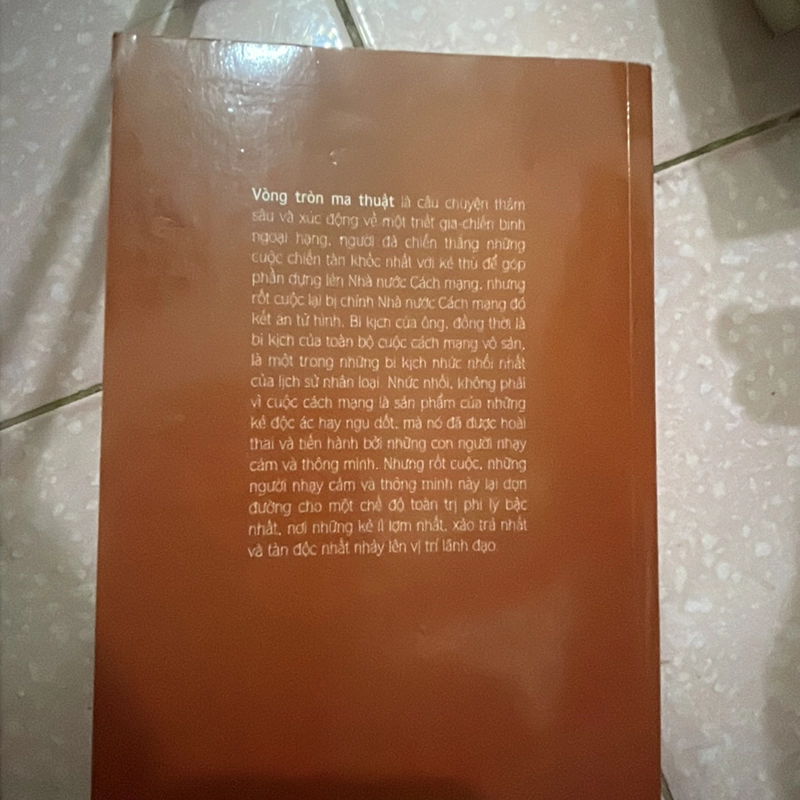 Vòng tròn ma thuật là câu chuyện thâm
sâu và xúc động về một triết gia-chiến binh
ngoại hạng, người đã chiến thắng những
cuộc chiến tàn khốc nhất với kẻ thù để góp
phần dựng lên Nhà nước Cách mạng, nhưng
rốt cuộc lại bị chính Nhà nước Cách mạng đó
kết án tử hình. Bi kịch của ông, đồng thời là
bi kịch của toàn bộ cuộc cách mạng vô sản,
là một trong những bi kịch nhức nhối nhất
của lịch sử nhân loại. Nhức nhối, không phải
vì cuộc cách mạng là sản phẩm của những
kẻ độc ác hay ngu dốt, mà nó đã được hoài
thai và tiến hành bởi những con người nhạy
cảm và thông minh. Nhưng rốt cuộc, những
người nhạy cảm và thông minh này lại dọn
đường cho một chế độ toàn trị phi lý bậc
nhất, nơi những kẻ ít lợm nhất, xảo trá nhất
và tàn độc nhất nhảy lên vị trí lãnh đạo.